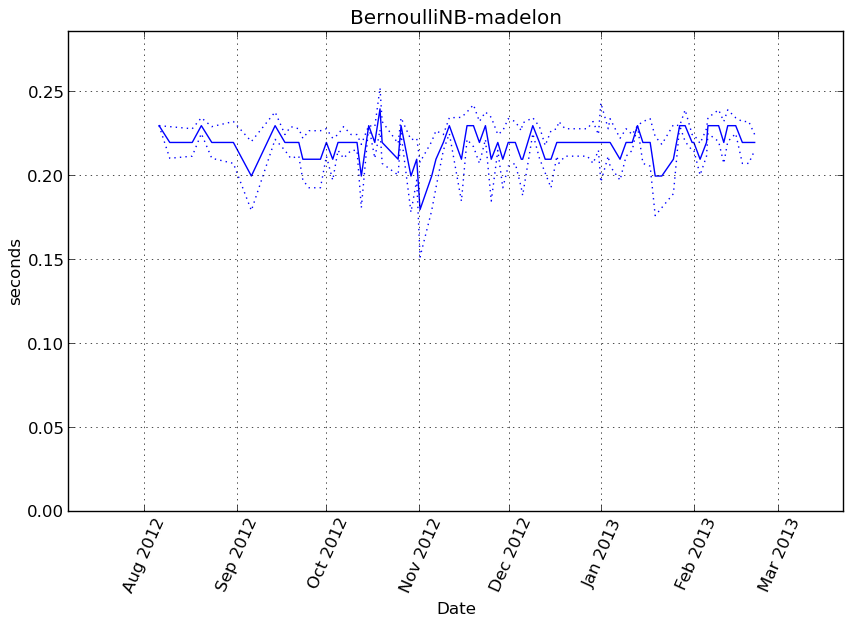 BernoulliNB-madelon
0.25
0.20
0.15
0.10
0.05
0.00
seconds
Aug 2012
Sep 2012
Oct 2012
Nov 2012
Dec 2012
Jan 2013
Feb 2013
Mar 2013
Date